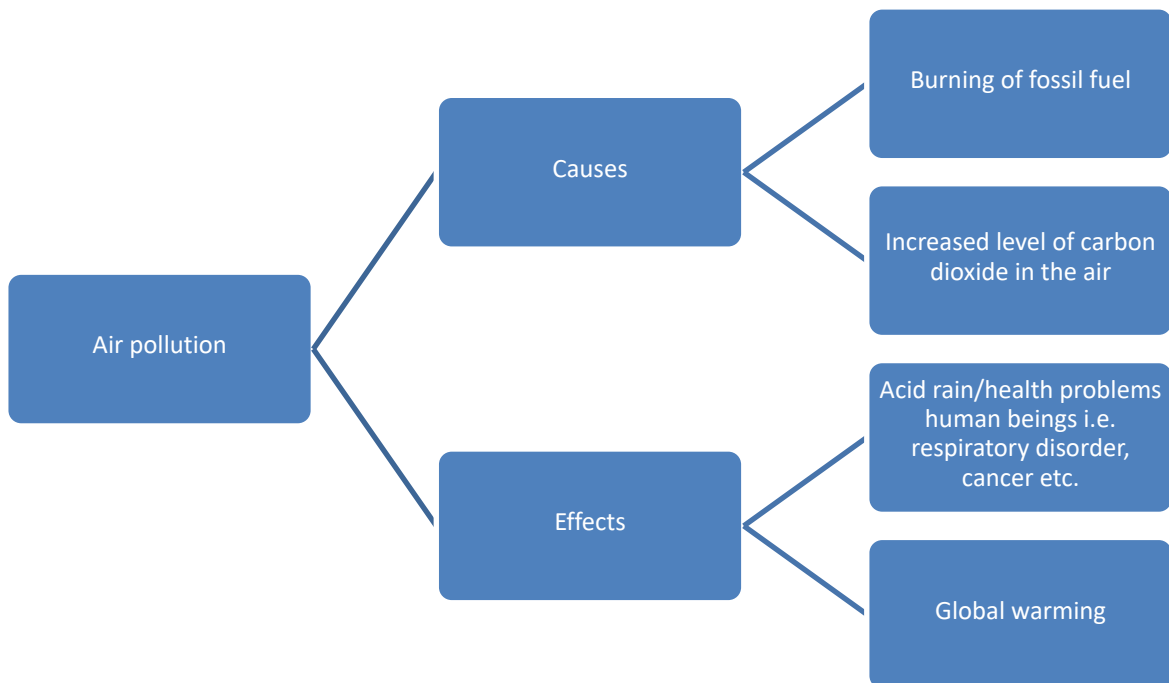 Air pollution
Causes
Burning of fossil fuel
Increased level of carbon
dioxide in the air
Effects
Acid rain/health problems
human beings i.e.
respiratory disorder,
cancer etc.
Global warming